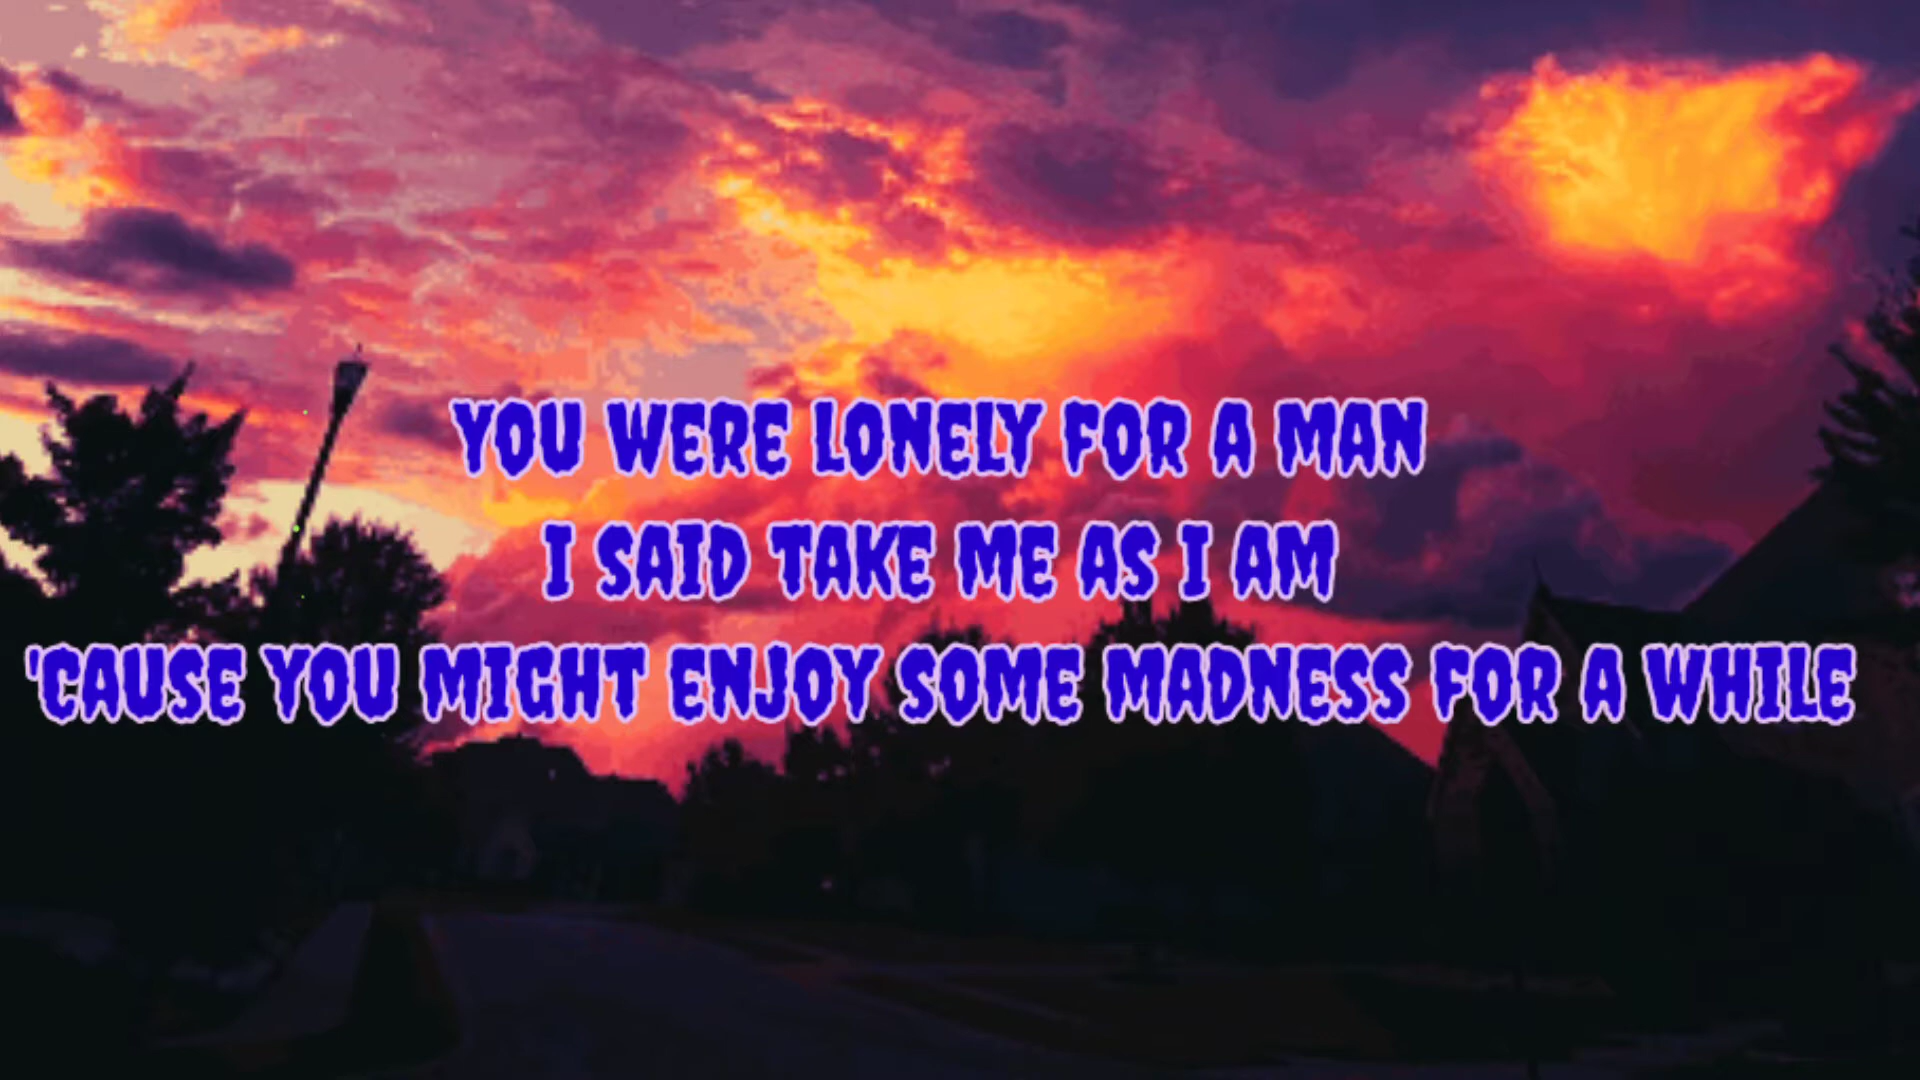 YOU WERE LONELY FOR A MAN
I SAID TAKE ME AS I AM
'CAUSE YOU MIGHT ENJOY SOME MADNESS FOR A WHILE